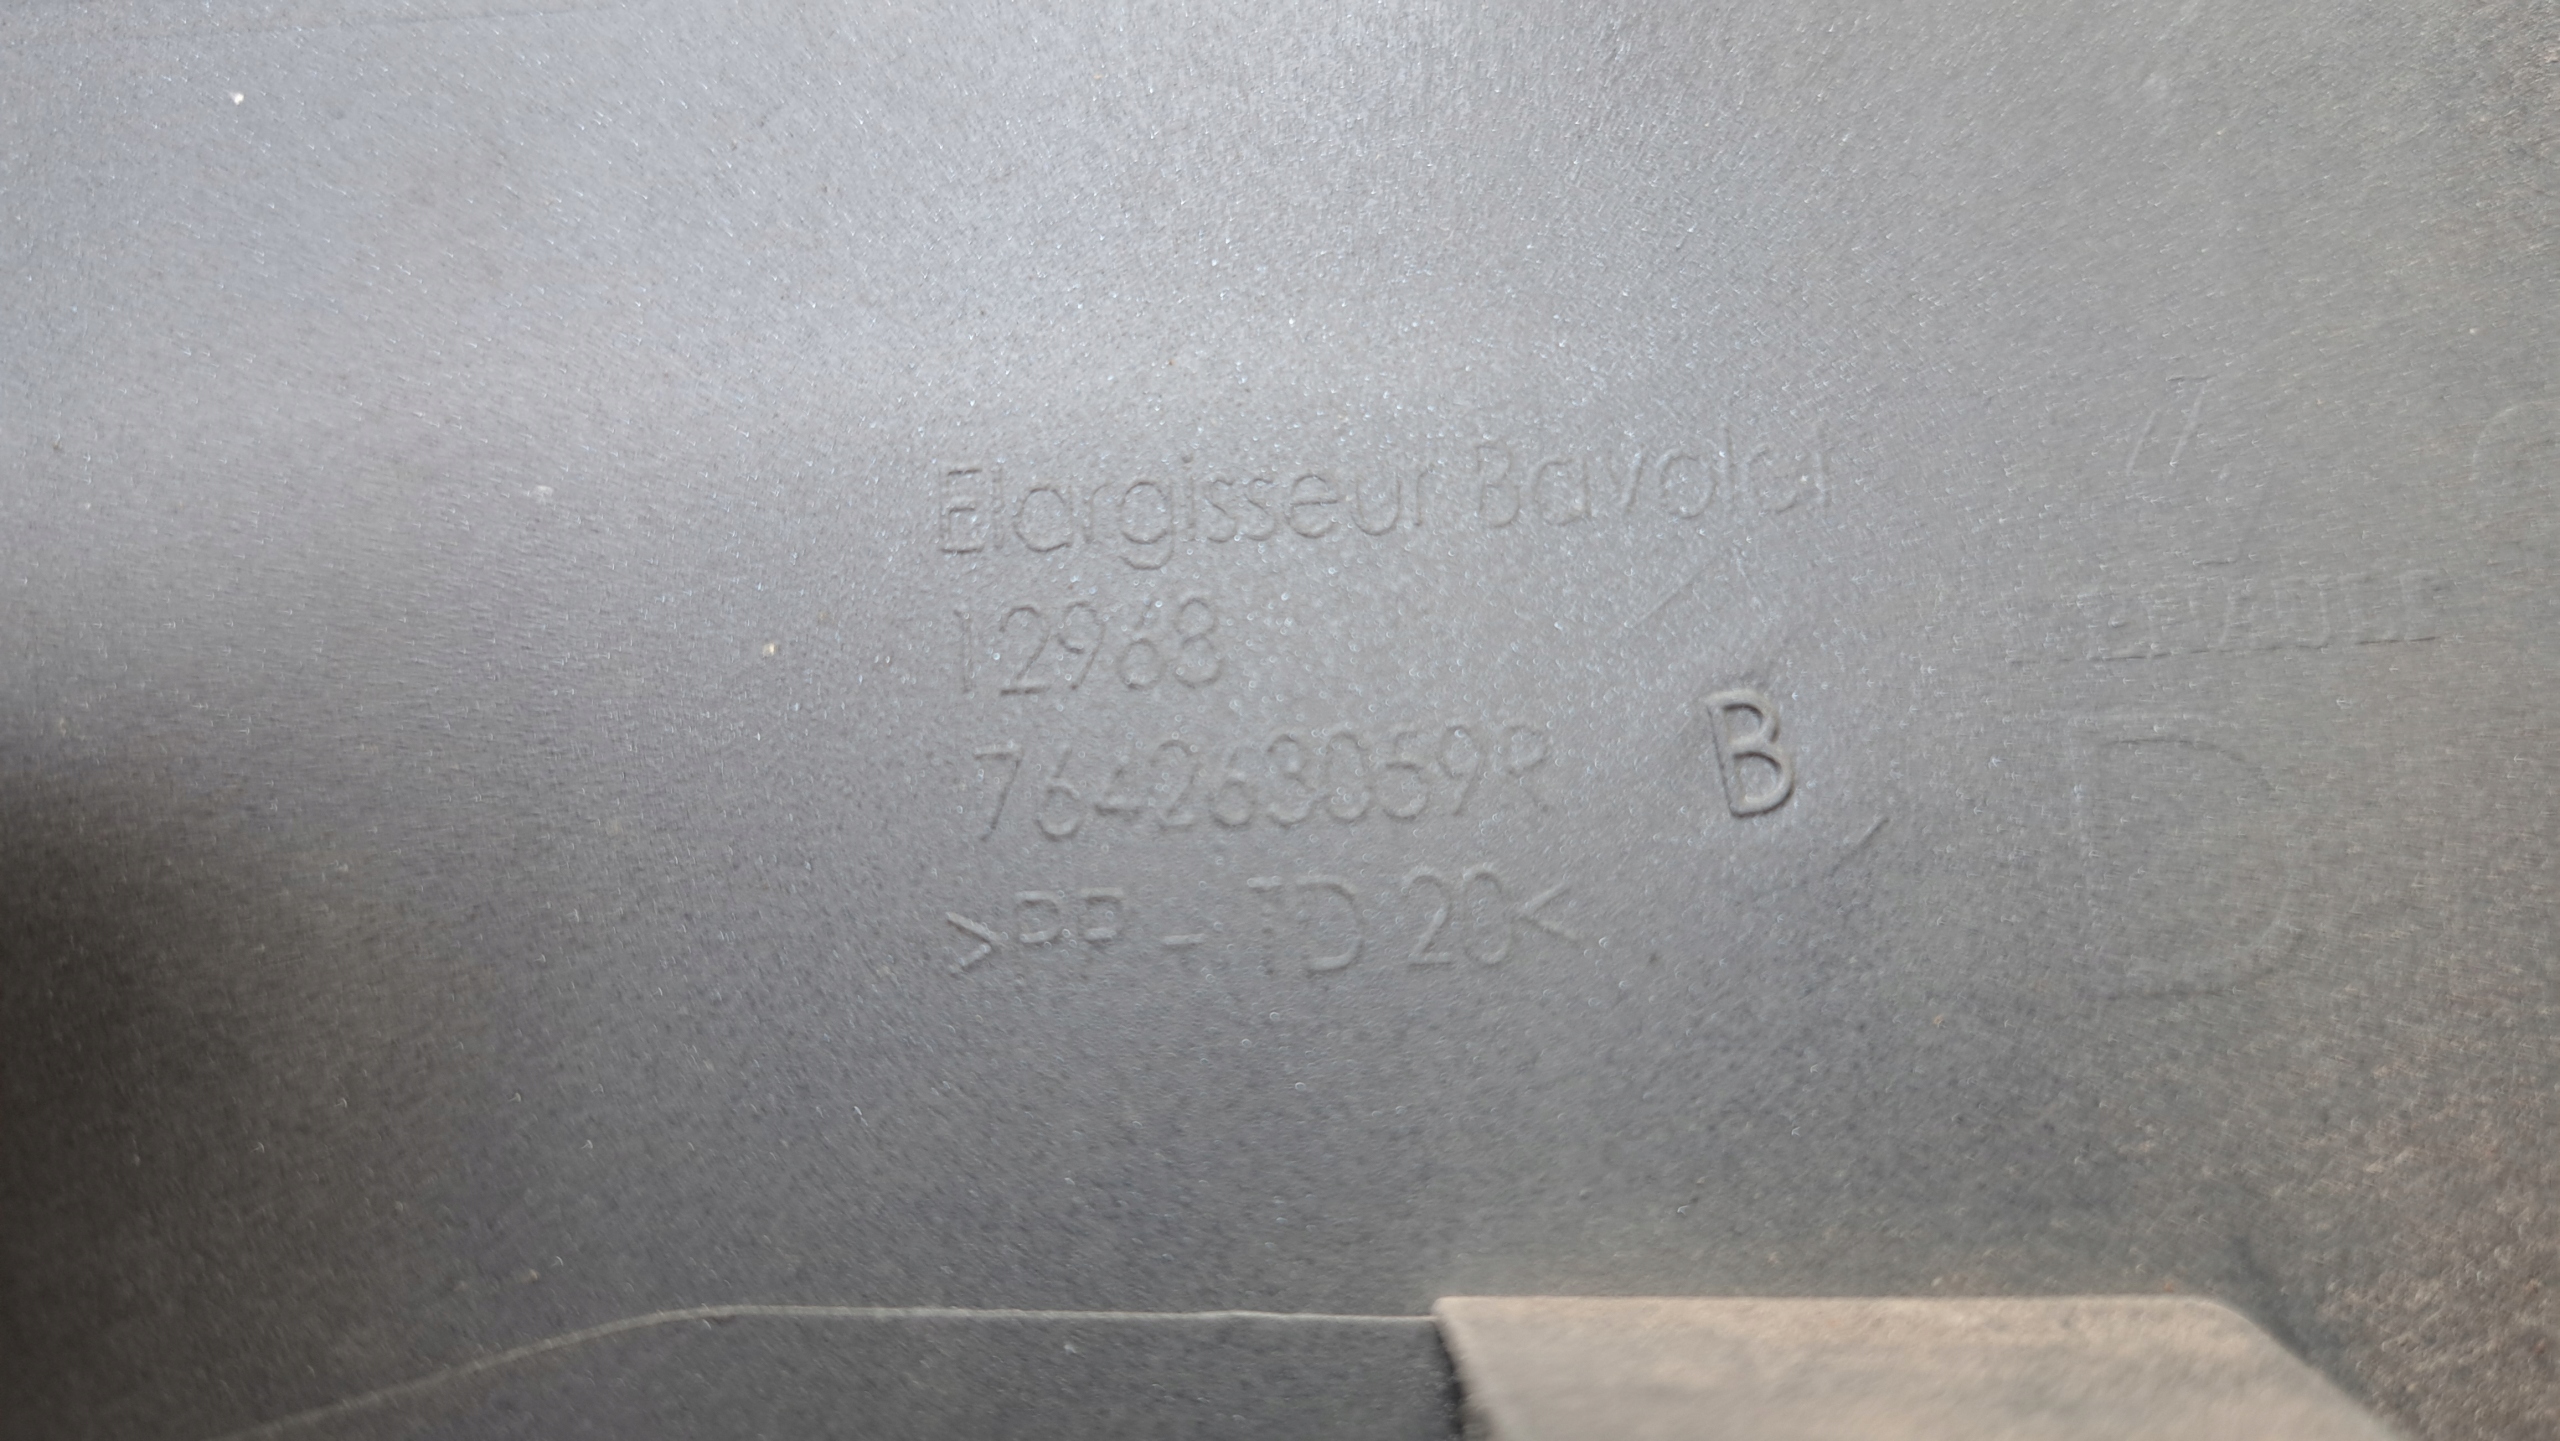 Elargisseur Bavolet
12968
764263059R
B
>PP - TD 20<
D